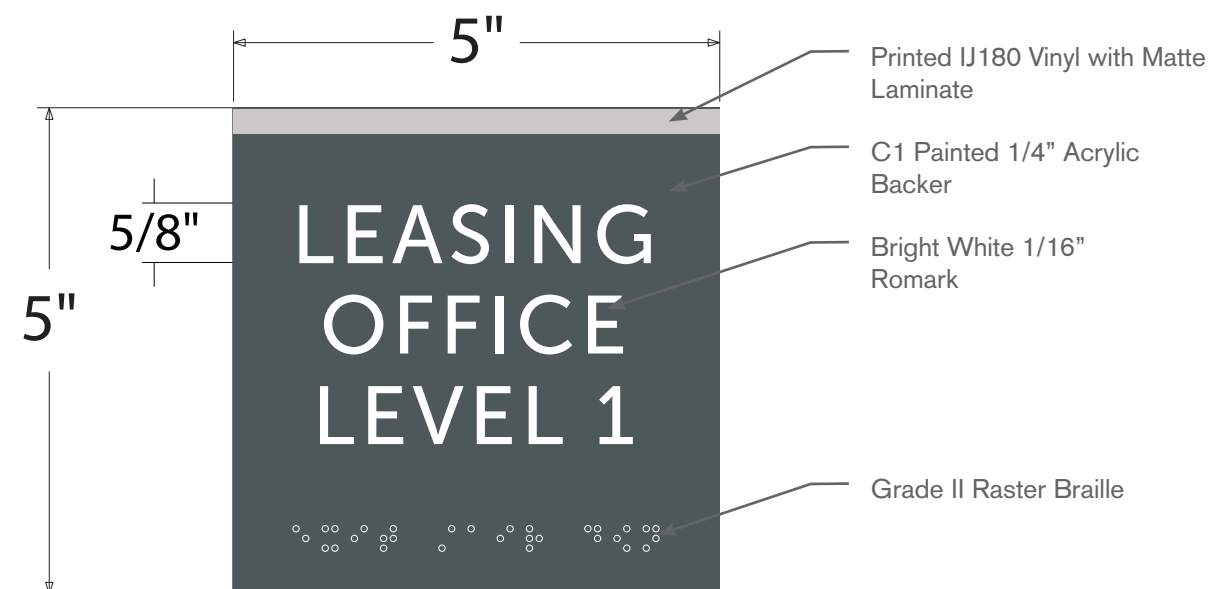 5"
Printed IJ180 Vinyl with Matte
Laminate
C1 Painted 1/4” Acrylic
Backer
5/8"
LEASING
Bright White 1/16”
Romark
5"
OFFICE
LEVEL 1
Grade II Raster Braille